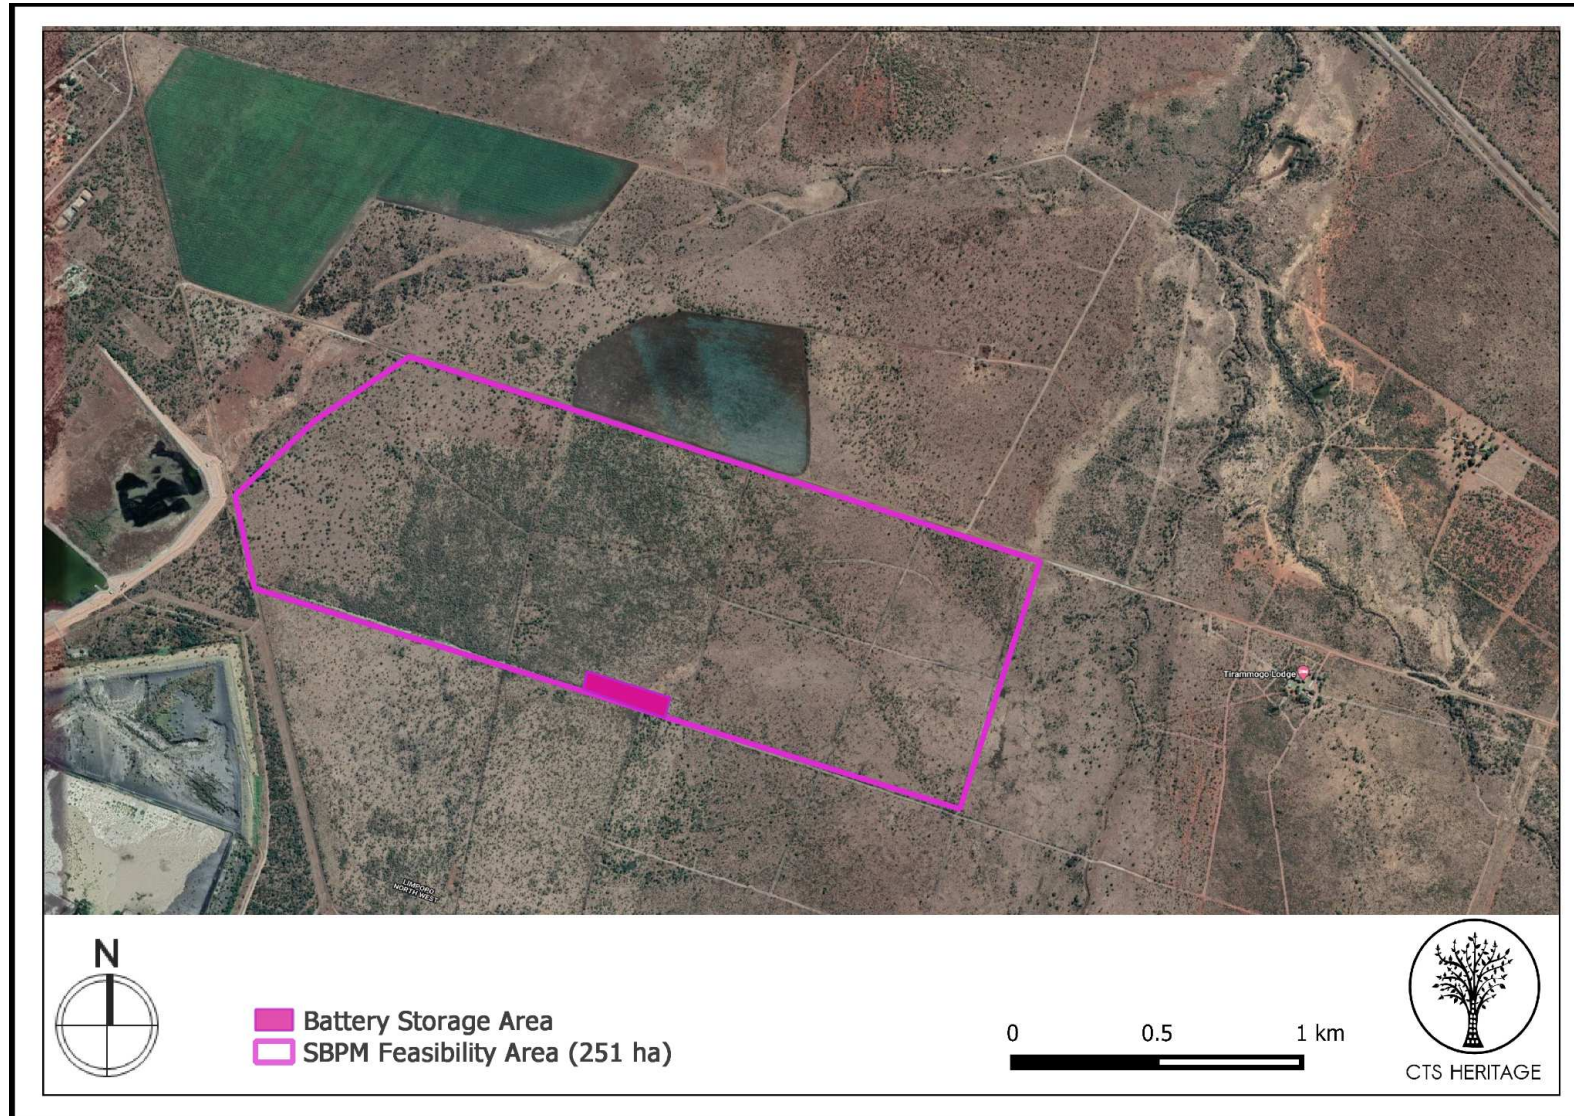 Tirammogo Lodge
LIMPOPO
NORTH WEST
N
Battery Storage Area
SBPM Feasibility Area (251 ha)
0 0.5 1 km
CTS HERITAGE